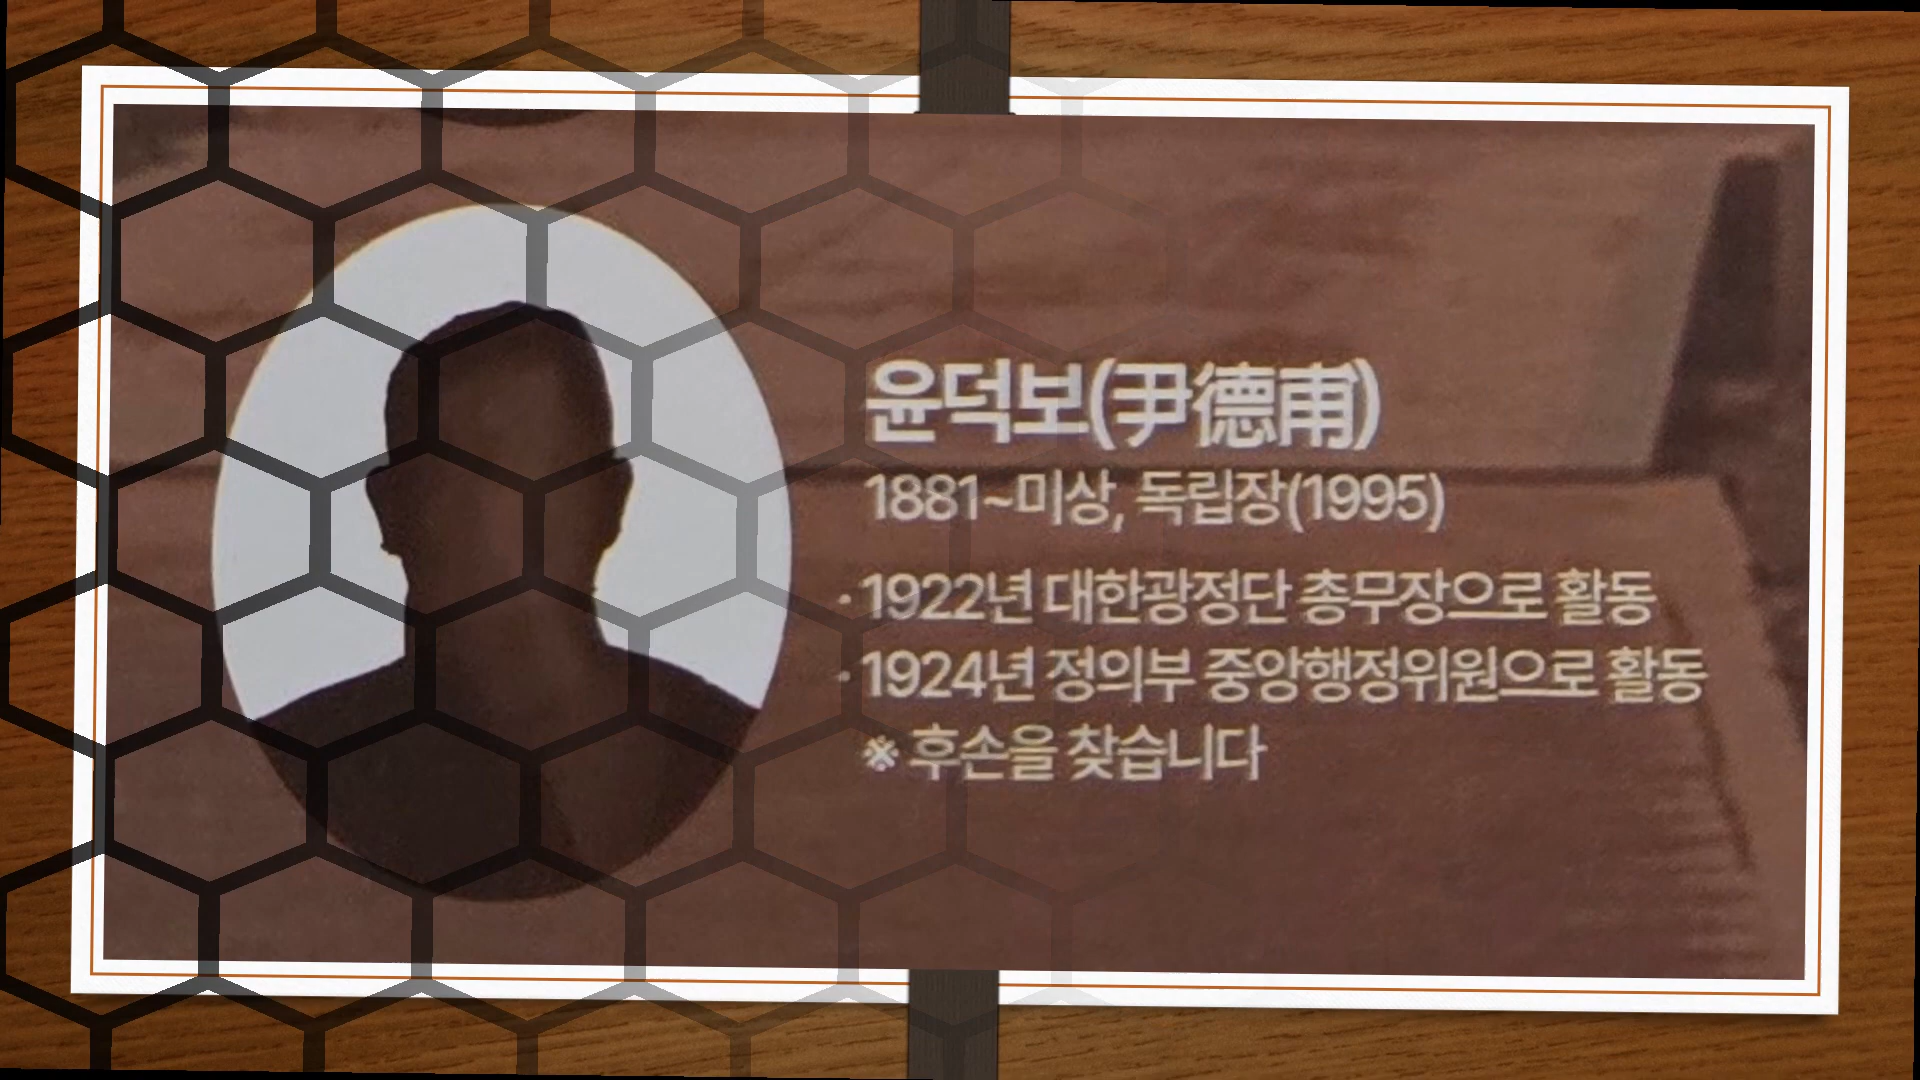 윤덕보(尹德甫)
1881~미상, 독립장(1995)
·1922년 대한광정단 총무장으로 활동
·1924년 정의부 중앙행정위원으로 활동
※ 후손을 찾습니다